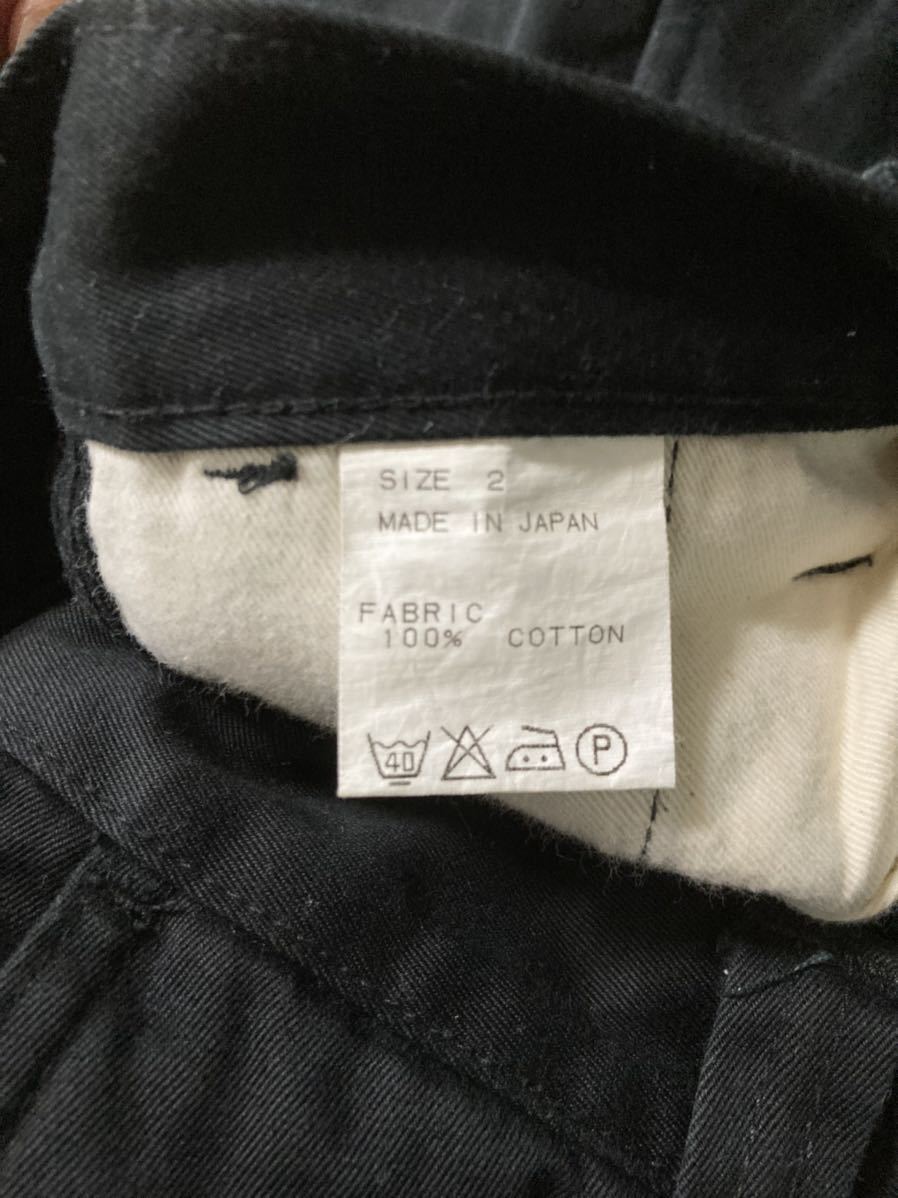 SIZE 2
MADE IN JAPAN
FABRIC
100% COTTON
40 P